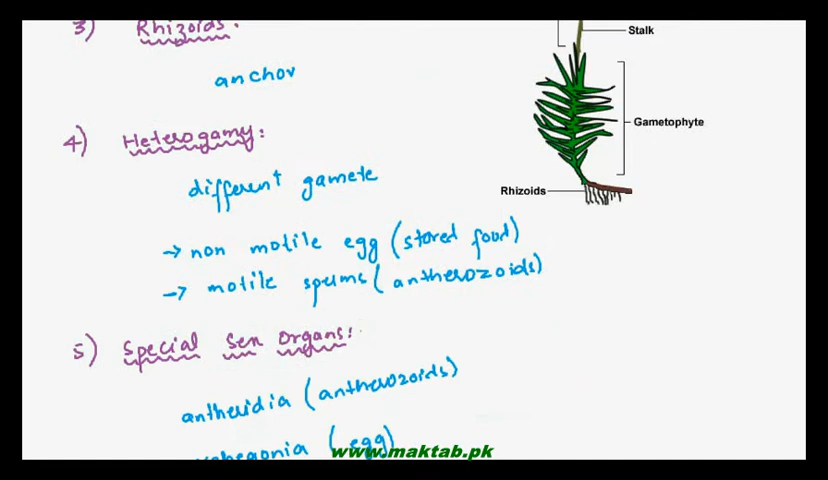 3) Rhizoids:
Stalk
anchor
Gametophyte
4) Heterogamy:
different gamete
Rhizoids
→ non motile egg (stored food)
→ motile sperms (antherozoids)
5) Special Sex Organs:
antheridia (antherozoids)
archegonia (egg)
www.maktab.pk